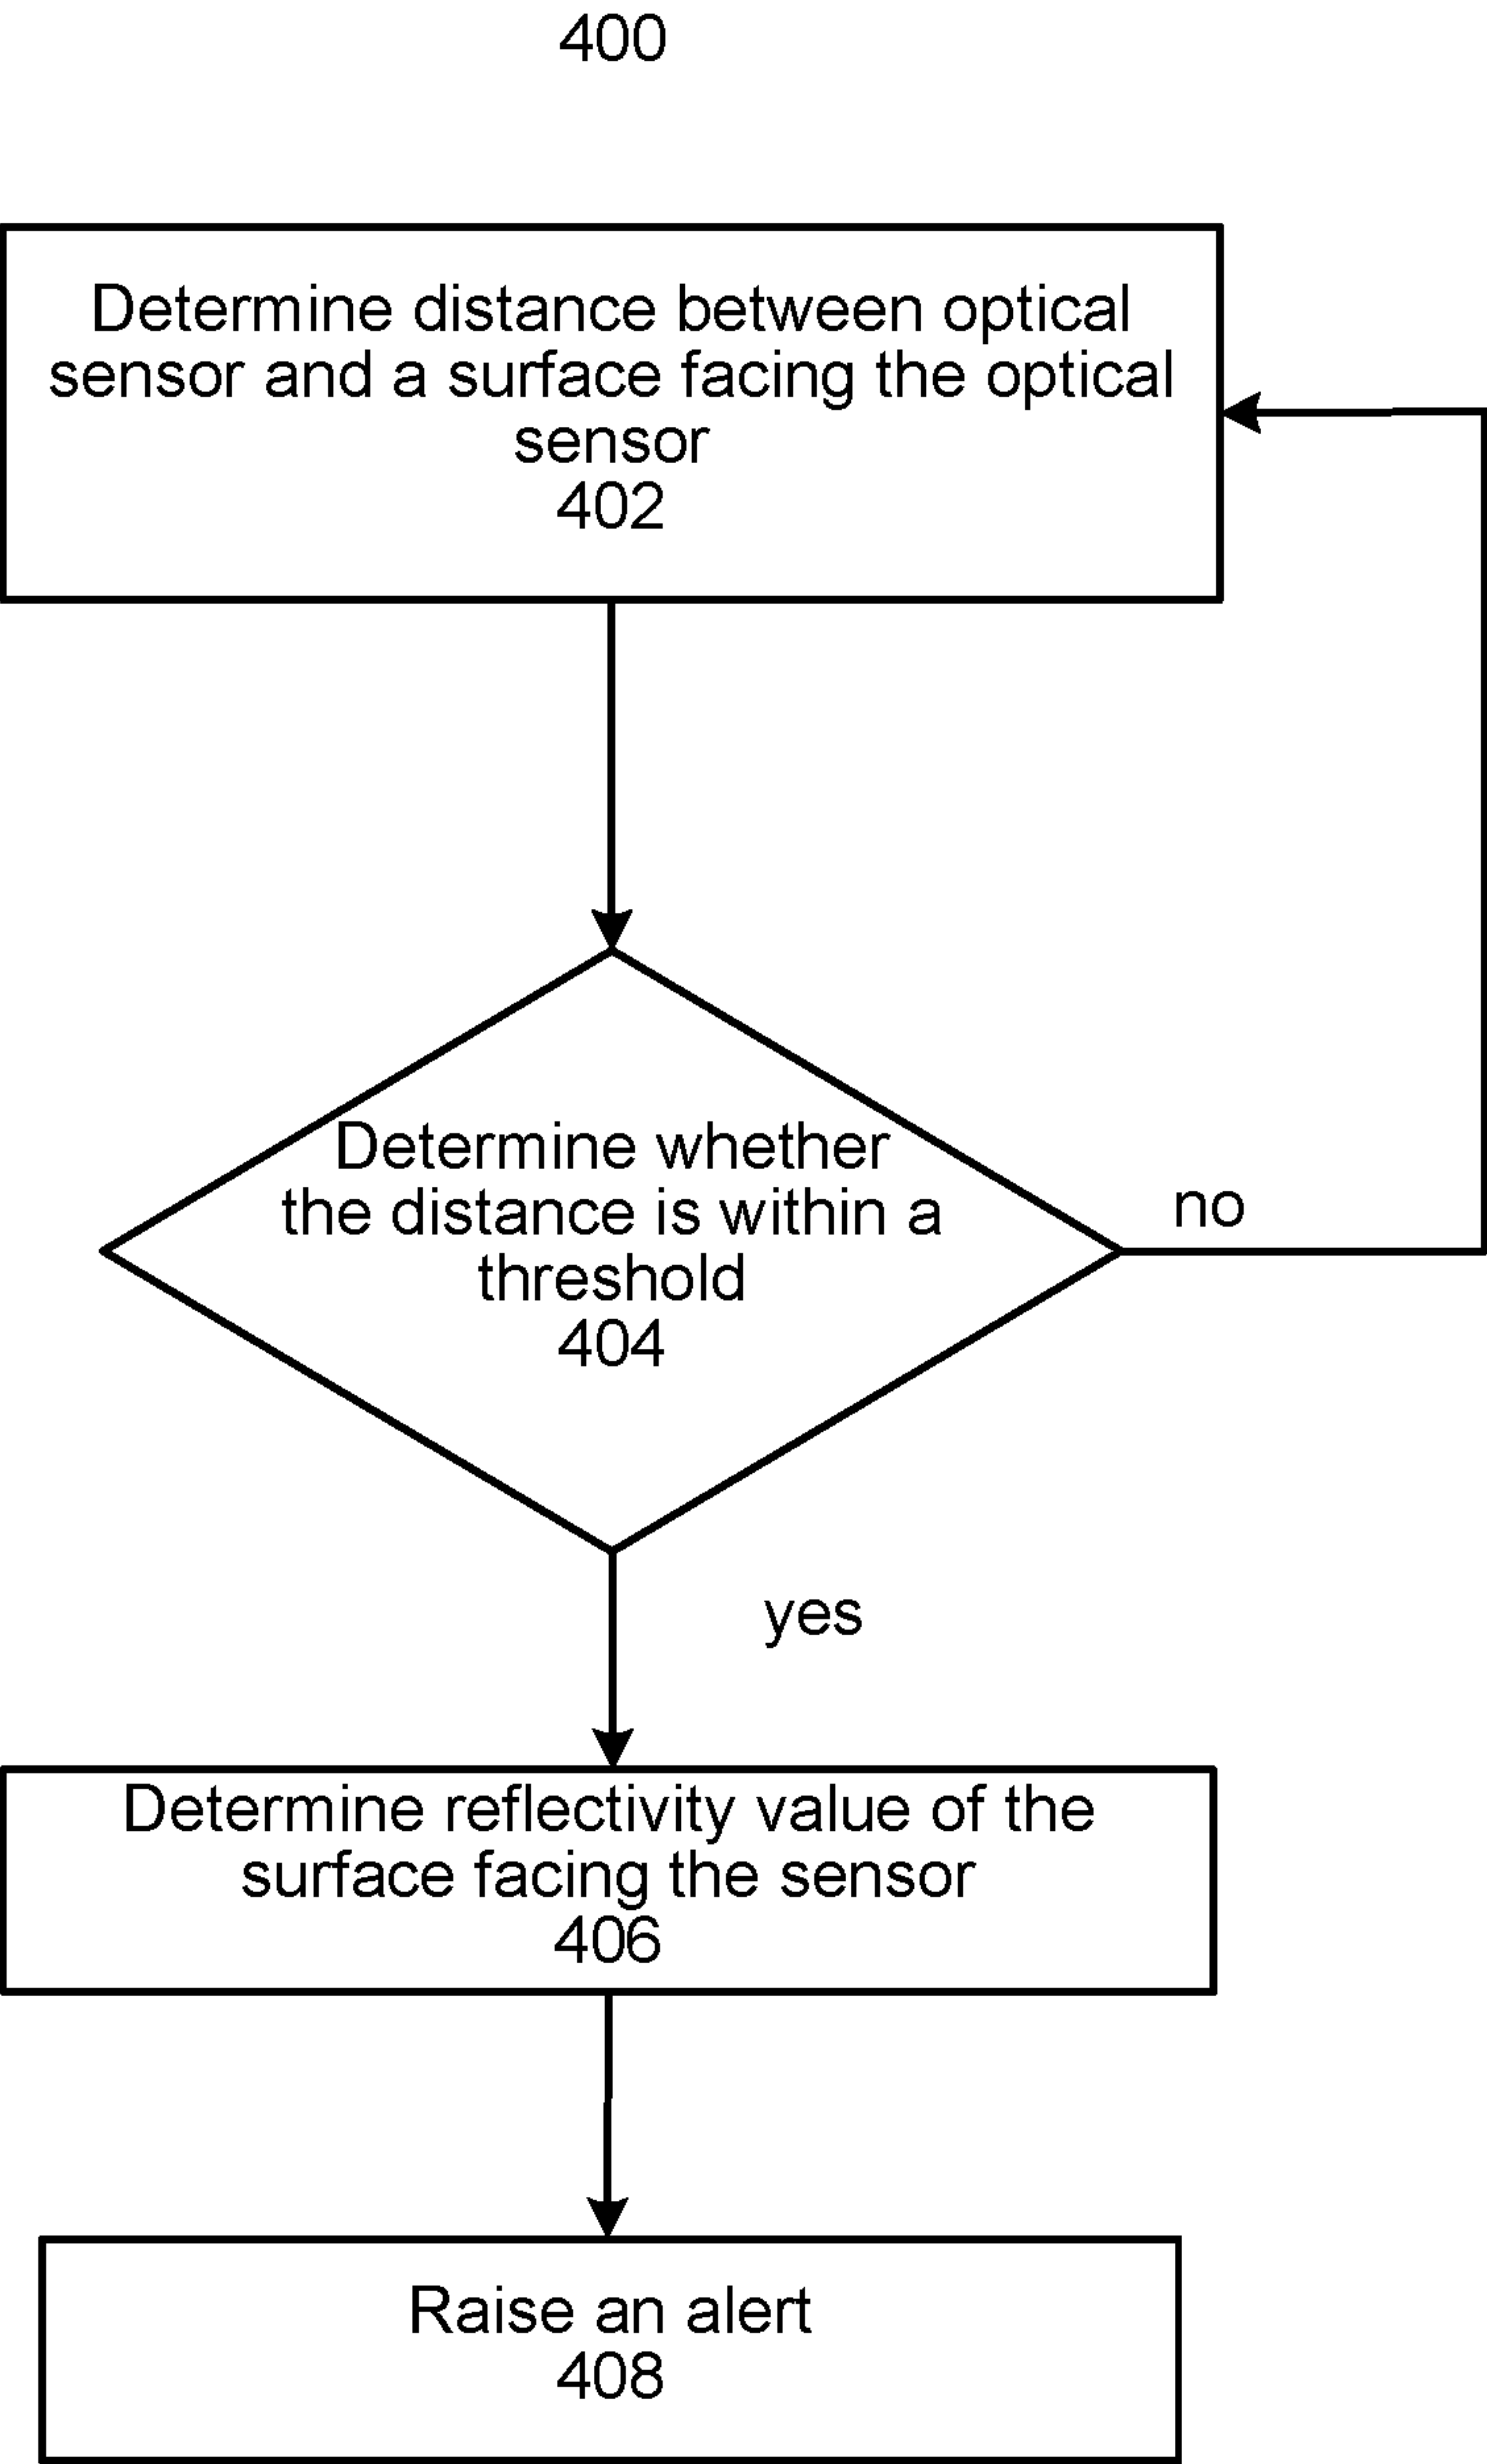 400
Determine distance between optical
sensor and a surface facing the optical
sensor
402
Determine whether
the distance is within a
threshold
404
no
yes
Determine reflectivity value of the
surface facing the sensor
406
Raise an alert
408